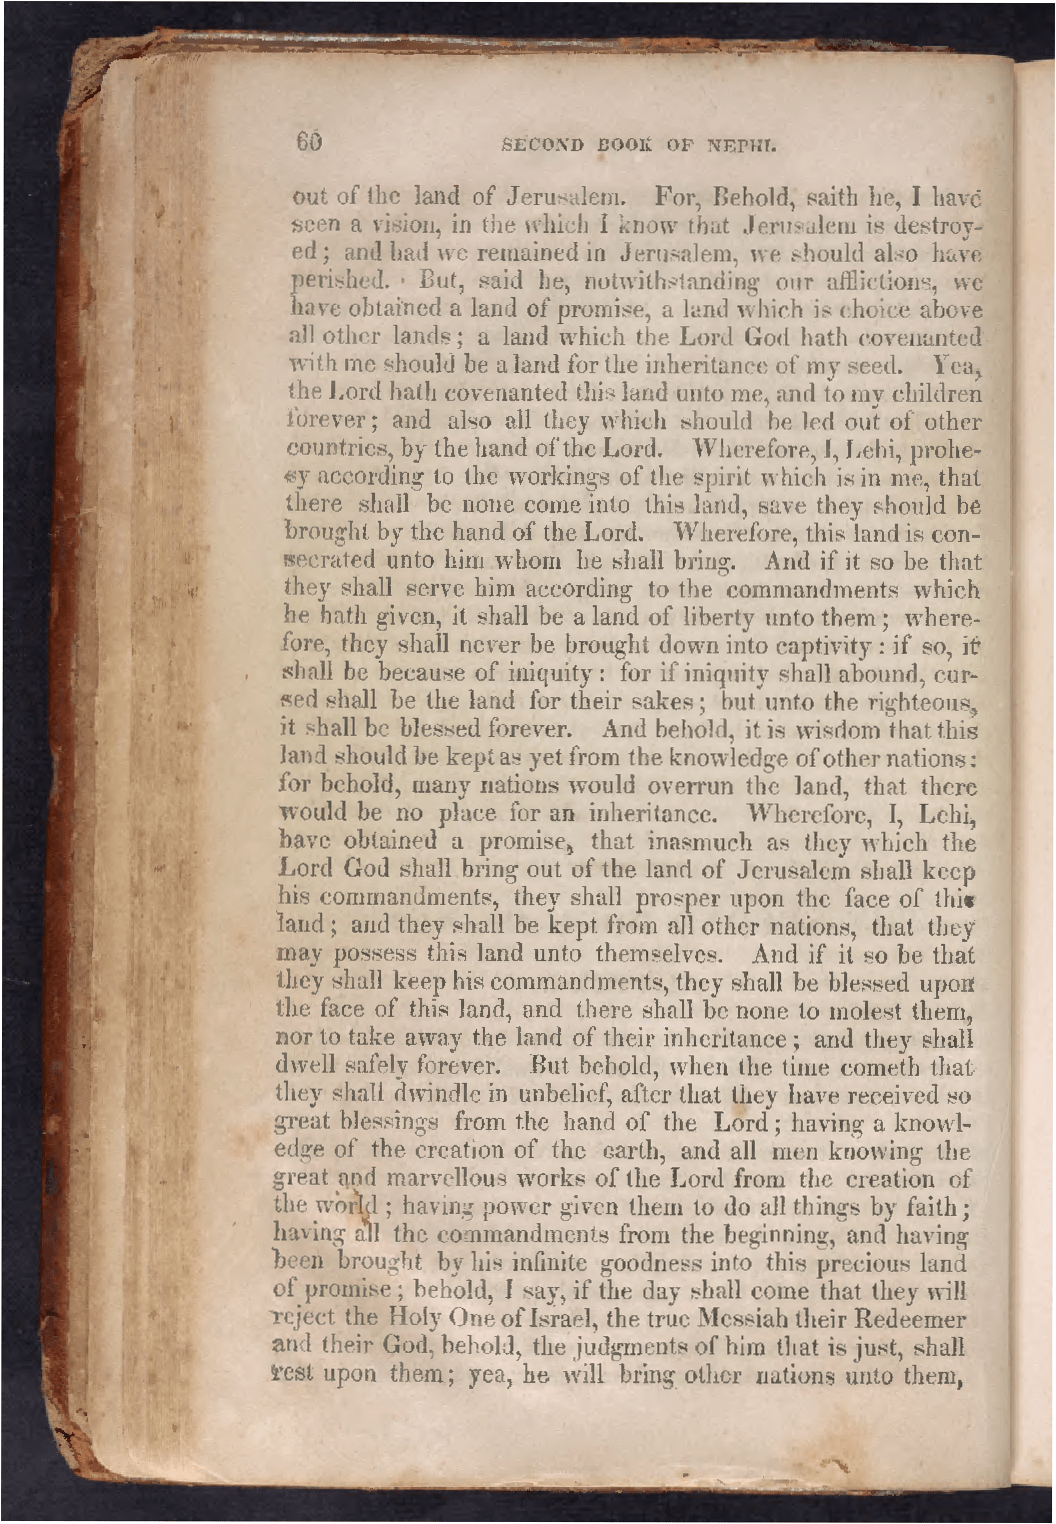 60 SECOND BOOK OF NEPHI.
out of the land of Jerusalem. For, Behold, saith he, I have
seen a vision, in the which I know that Jerusalem is destroy-
ed; and had we remained in Jerusalem, we should also have
perished. But, said he, notwithstanding our afflictions, we
have obtained a land of promise, a land which is choice above
all other lands; a land which the Lord God hath covenanted
with me should be a land for the inheritance of my seed. Yea,
the Lord hath covenanted this land unto me, and to my children
forever; and also all they which should be led out of other
countries, by the hand of the Lord. Wherefore, I, Lehi, prohe-
sy according to the workings of the spirit which is in me, that
there shall be none come into this land, save they should be
brought by the hand of the Lord. Wherefore, this land is con-
secrated unto him whom he shall bring. And if it so be that
they shall serve him according to the commandments which
he hath given, it shall be a land of liberty unto them; where-
fore, they shall never be brought down into captivity: if so, it
shall be because of iniquity: for if iniquity shall abound, cur-
sed shall be the land for their sakes; but unto the righteous,
it shall be blessed forever. And behold, it is wisdom that this
land should be kept as yet from the knowledge of other nations:
for behold, many nations would overrun the land, that there
would be no place for an inheritance. Wherefore, I, Lehi,
have obtained a promise, that inasmuch as they which the
Lord God shall bring out of the land of Jerusalem shall keep
his commandments, they shall prosper upon the face of this
land; and they shall be kept from all other nations, that they
may possess this land unto themselves. And if it so be that
they shall keep his commandments, they shall be blessed upon
the face of this land, and there shall be none to molest them,
nor to take away the land of their inheritance; and they shall
dwell safely forever. But behold, when the time cometh that
they shall dwindle in unbelief, after that they have received so
great blessings from the hand of the Lord; having a knowl-
edge of the creation of the earth, and all men knowing the
great and marvellous works of the Lord from the creation of
the world; having power given them to do all things by faith;
having all the commandments from the beginning, and having
been brought by his infinite goodness into this precious land
of promise; behold, I say, if the day shall come that they will
reject the Holy One of Israel, the true Messiah their Redeemer
and their God, behold, the judgments of him that is just, shall
rest upon them; yea, he will bring other nations unto them,